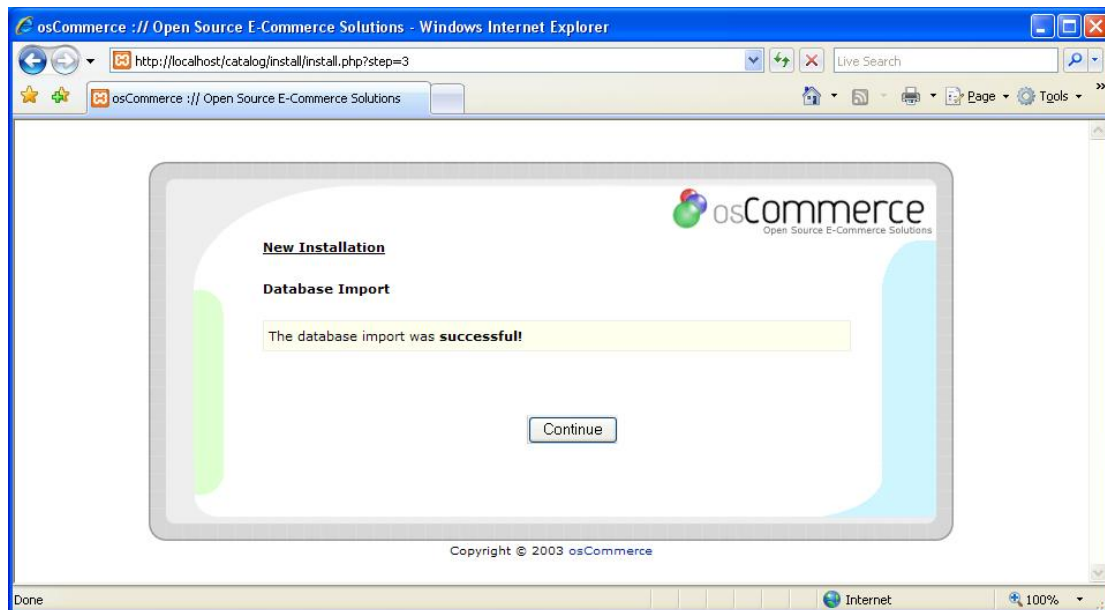 osCommerce :// Open Source E-Commerce Solutions - Windows Internet Explorer
http://localhost/catalog/install/install.php?step=3
Live Search
osCommerce :// Open Source E-Commerce Solutions
Page
Tools
osCommerce
Open Source E-Commerce Solutions
New Installation
Database Import
The database import was successful!
Continue
Copyright © 2003 osCommerce
Done
Internet
100%